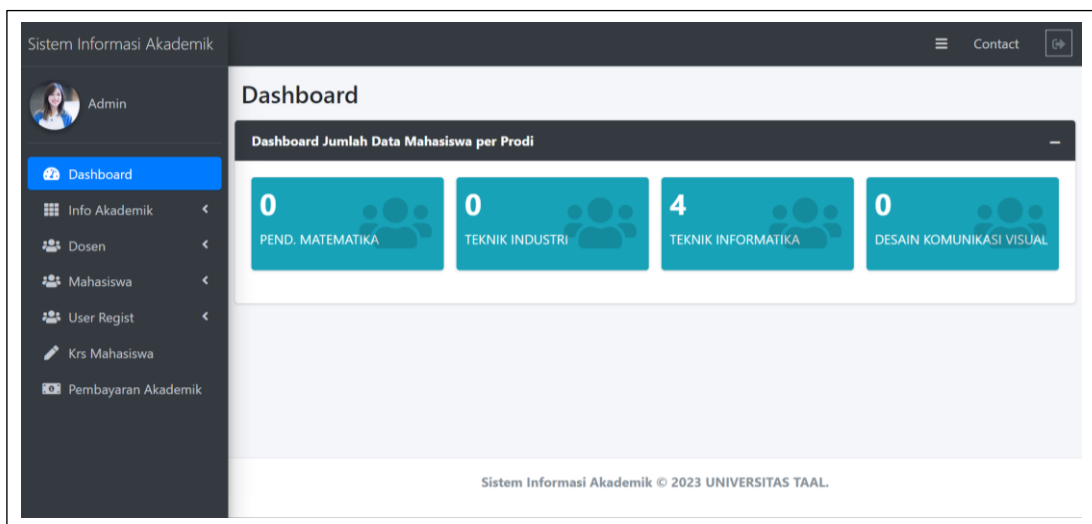 Sistem Informasi Akademik
Contact
Admin
Dashboard
Info Akademik
Dosen
Mahasiswa
User Regist
Krs Mahasiswa
Pembayaran Akademik
Dashboard
Dashboard Jumlah Data Mahasiswa per Prodi
0
PEND. MATEMATIKA
0
TEKNIK INDUSTRI
4
TEKNIK INFORMATIKA
0
DESAIN KOMUNIKASI VISUAL
Sistem Informasi Akademik © 2023 UNIVERSITAS TAAL.